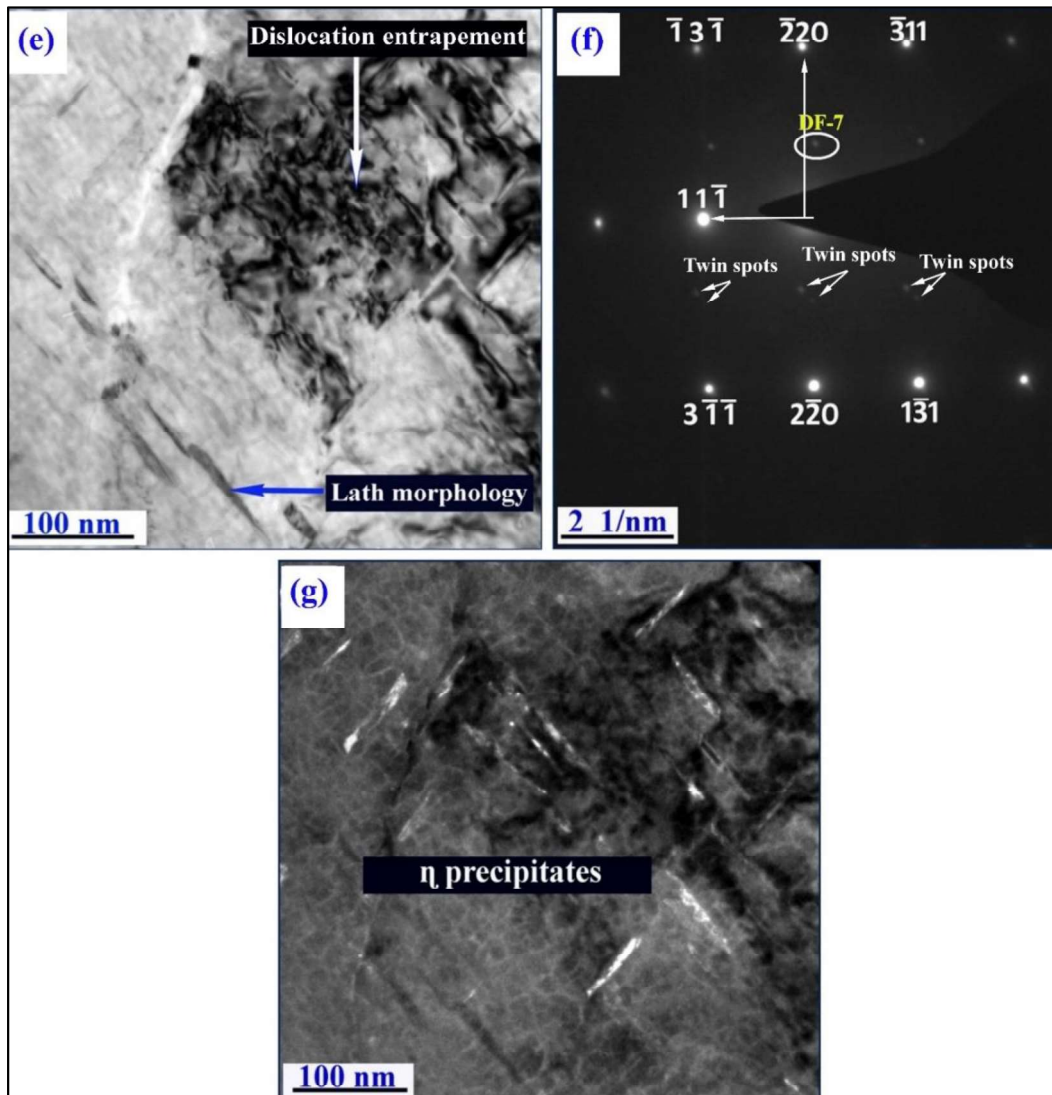 (e)
Dislocation entrapement
Lath morphology
100 nm
(f)
1̅ 3 1̅
2̅20
3̅11
DF-7
1 1 1̅
Twin spots
Twin spots
Twin spots
3 1̅ 1̅
22̅0
13̅1
2 1/nm
(g)
η precipitates
100 nm